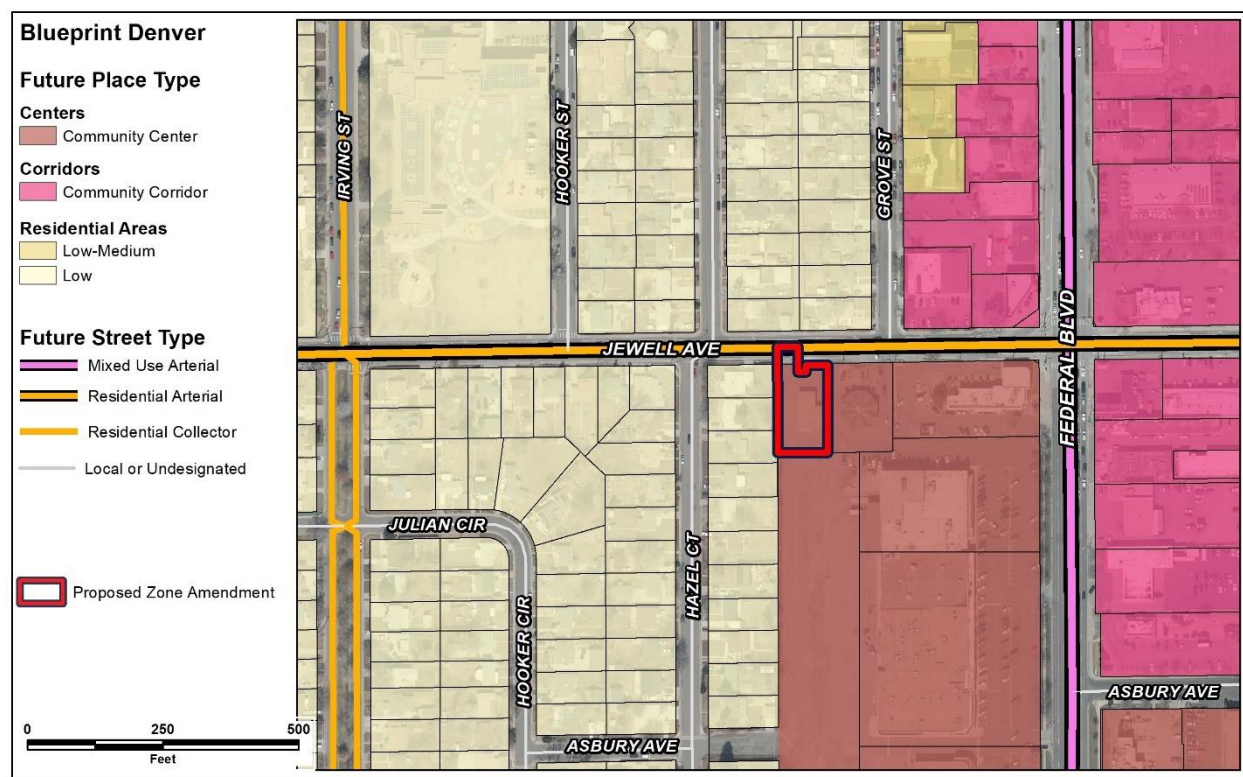 Blueprint Denver
Future Place Type
Centers
Community Center
Corridors
Community Corridor
Residential Areas
Low-Medium
Low
Future Street Type
Mixed Use Arterial
Residential Arterial
Residential Collector
Local or Undesignated
Proposed Zone Amendment
0 250 500
Feet
IRVING ST
HOOKER ST
GROVE ST
FEDERAL BLVD
JEWELL AVE
JULIAN CIR
HOOKER CIR
HAZEL CT
ASBURY AVE
ASBURY AVE